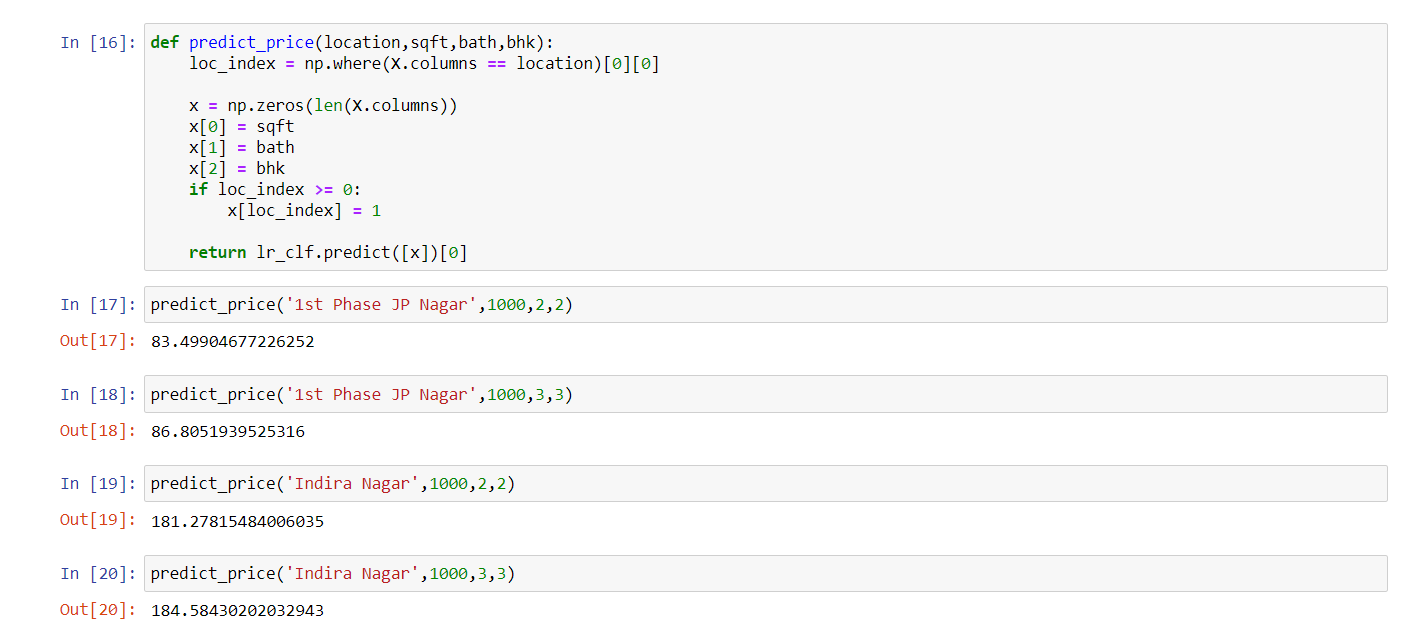 In [16]: def predict_price(location,sqft,bath,bhk):
    loc_index = np.where(X.columns == location)[0][0]
    x = np.zeros(len(X.columns))
    x[0] = sqft
    x[1] = bath
    x[2] = bhk
    if loc_index >= 0:
        x[loc_index] = 1
    return lr_clf.predict([x])[0]
In [17]: predict_price('1st Phase JP Nagar',1000,2,2)
Out[17]: 83.49904677226252
In [18]: predict_price('1st Phase JP Nagar',1000,3,3)
Out[18]: 86.8051939525316
In [19]: predict_price('Indira Nagar',1000,2,2)
Out[19]: 181.27815484006035
In [20]: predict_price('Indira Nagar',1000,3,3)
Out[20]: 184.58430202032943